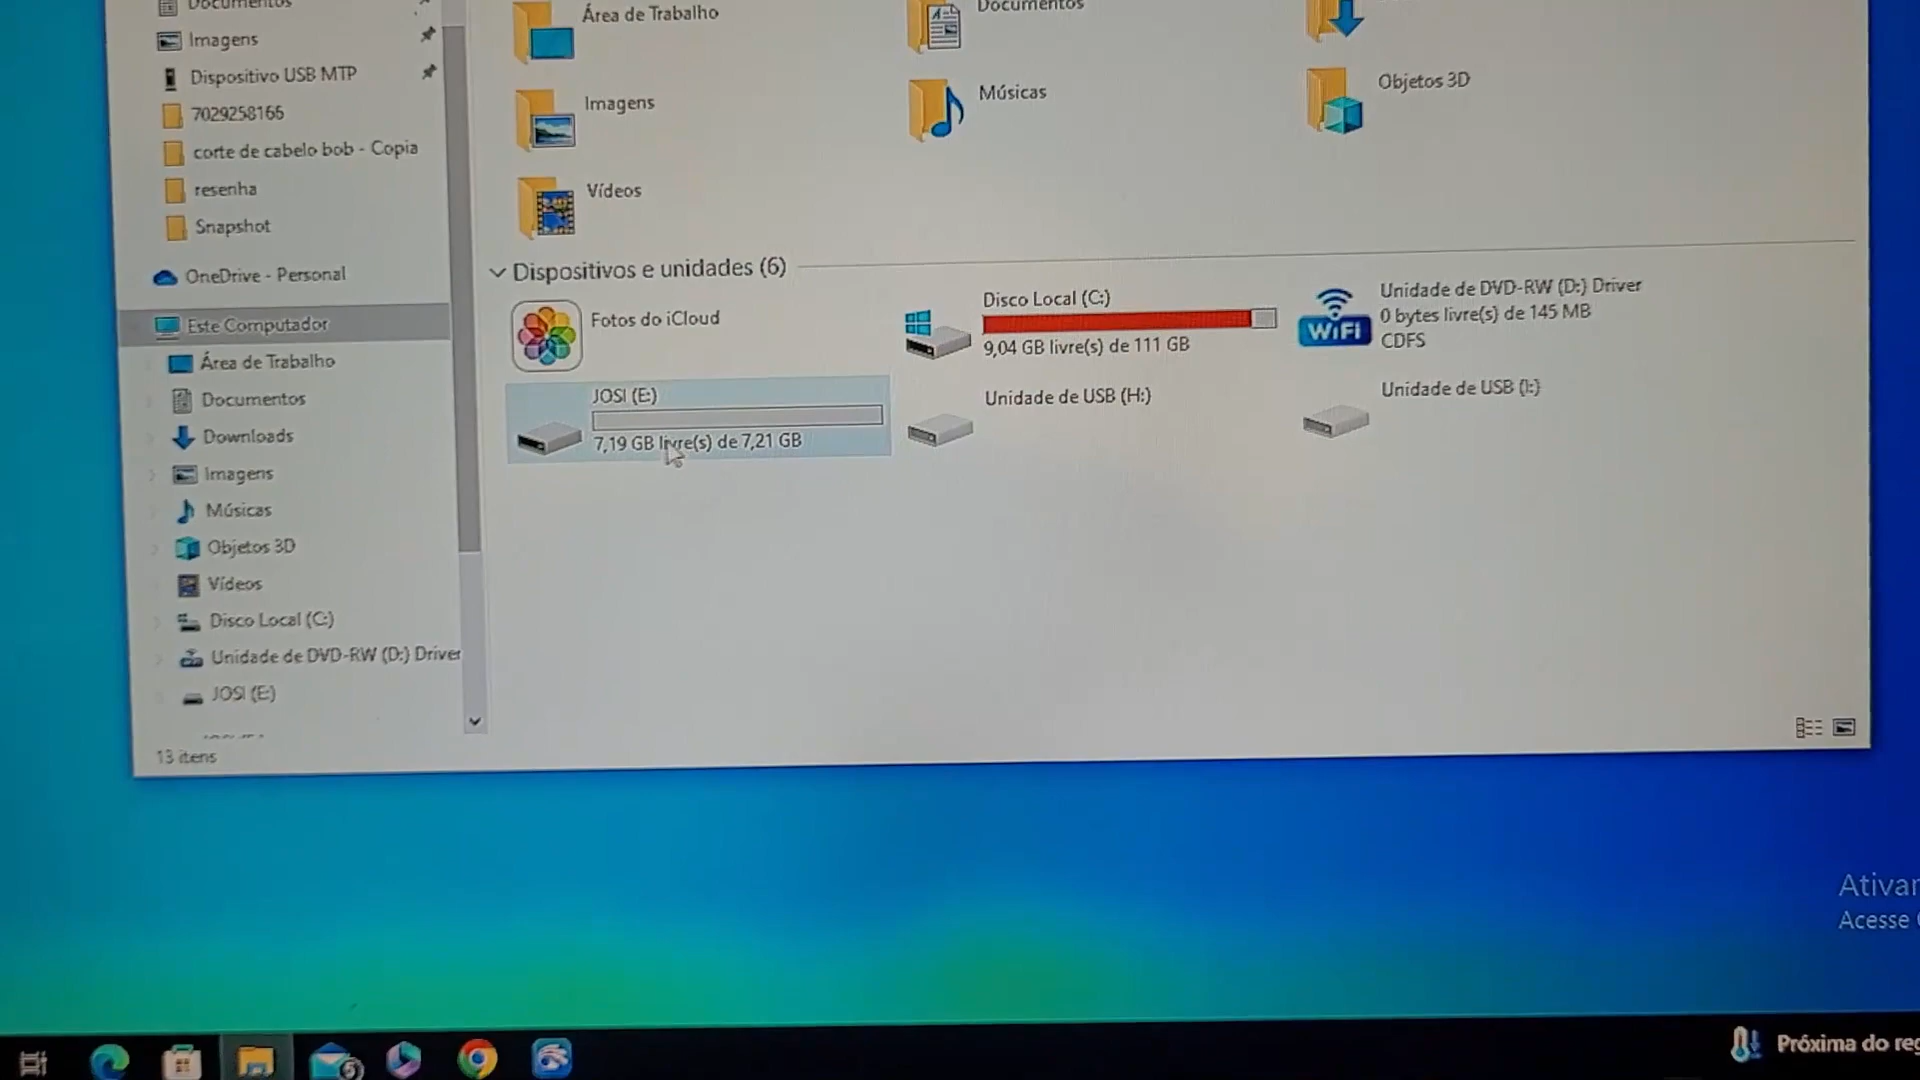 Documentos
Imagens
Dispositivo USB MTP
7029258165
corte de cabelo bob - Copia
resenha
Snapshot
OneDrive - Personal
Este Computador
Área de Trabalho
Documentos
Downloads
Imagens
Músicas
Objetos 3D
Vídeos
Disco Local (C:)
Unidade de DVD-RW (D:) Driver
JOSI (E:)
13 itens
Área de Trabalho
Documentos
Imagens
Músicas
Objetos 3D
Vídeos
Dispositivos e unidades (6)
Fotos do iCloud
Disco Local (C:)
9,04 GB livre(s) de 111 GB
WiFi
Unidade de DVD-RW (D:) Driver
0 bytes livre(s) de 145 MB
CDFS
JOSI (E:)
7,19 GB livre(s) de 7,21 GB
Unidade de USB (H:)
Unidade de USB (I:)
Ativar
Acesse
Próxima do reg